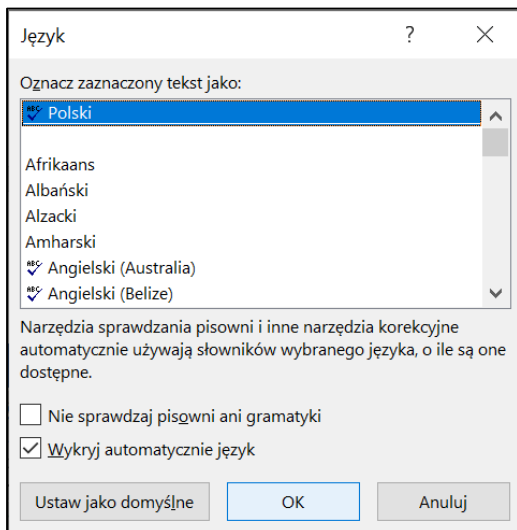 Język
Oznacz zaznaczony tekst jako:
Polski
Afrikaans
Albański
Alzacki
Amharski
Angielski (Australia)
Angielski (Belize)
Narzędzia sprawdzania pisowni i inne narzędzia korekcyjne
automatycznie używają słowników wybranego języka, o ile są one
dostępne.
Nie sprawdzaj pisowni ani gramatyki
Wykryj automatycznie język
Ustaw jako domyślne OK Anuluj